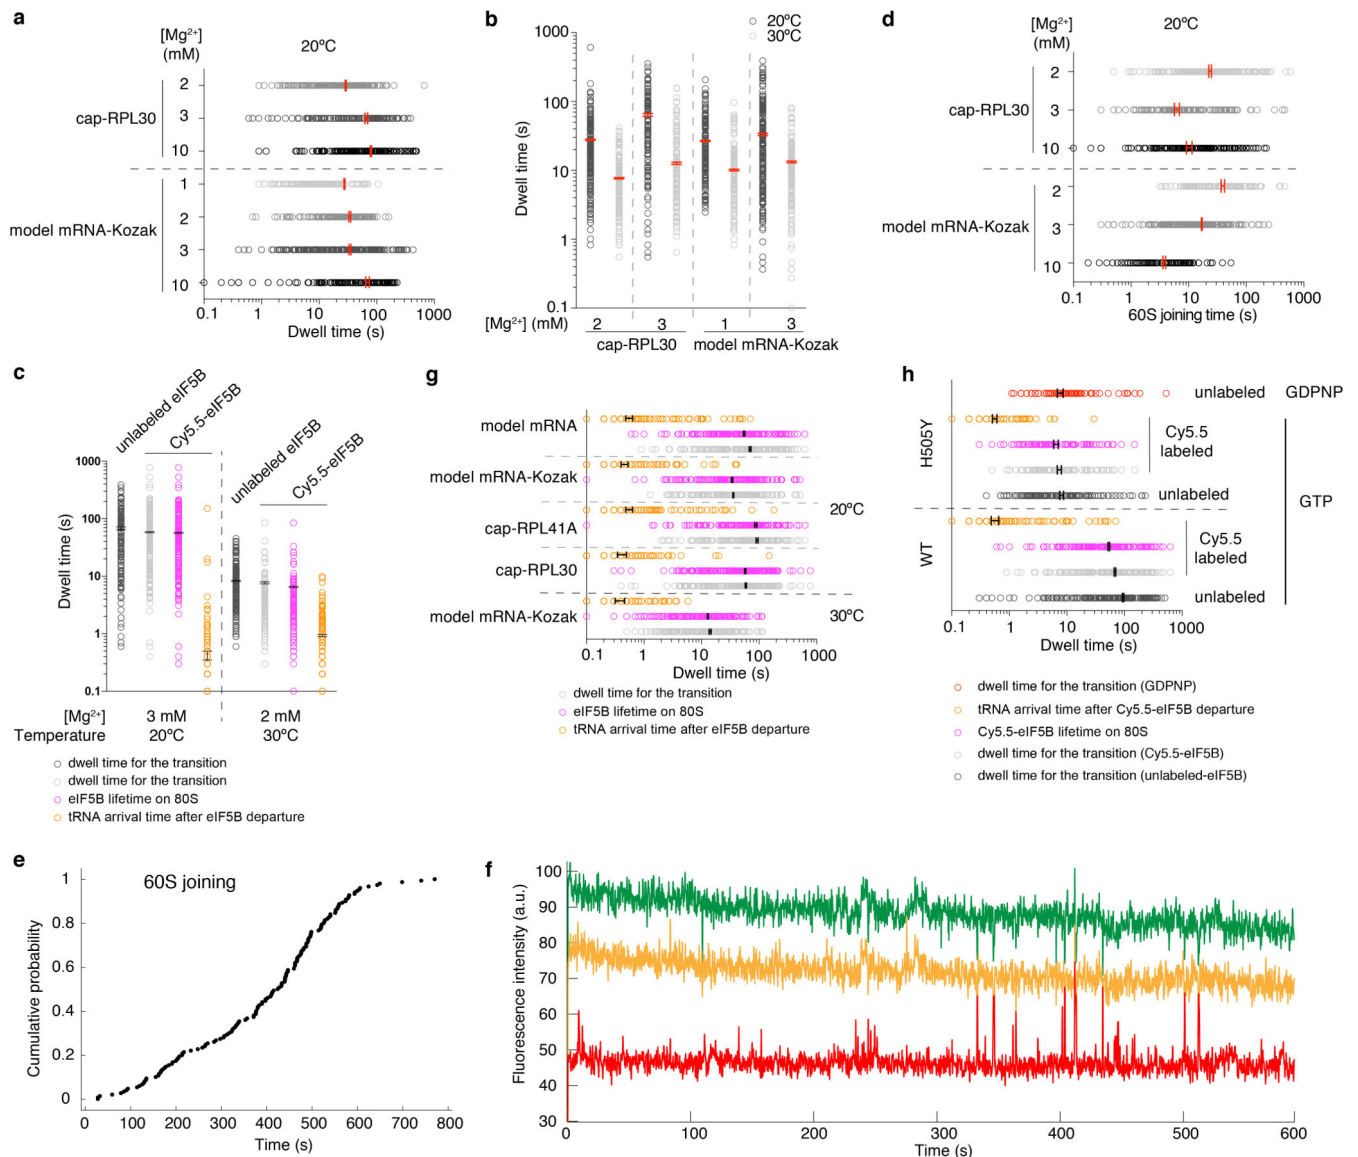 a
[Mg²⁺]
(mM)
20ºC
cap-RPL30
2
3
10
model mRNA-Kozak
1
2
3
10
0.1 1 10 100 1000
Dwell time (s)
b
20ºC
30ºC
Dwell time (s)
1000
100
10
1
0.1
[Mg²⁺] (mM) 2 3 1 3
cap-RPL30 model mRNA-Kozak
d
[Mg²⁺]
(mM)
20ºC
cap-RPL30
2
3
10
model mRNA-Kozak
2
3
10
0.1 1 10 100 1000
60S joining time (s)
c
unlabeled eIF5B
Cy5.5-eIF5B
unlabeled eIF5B
Cy5.5-eIF5B
Dwell time (s)
1000
100
10
1
0.1
[Mg²⁺] 3 mM 2 mM
Temperature 20ºC 30ºC
dwell time for the transition
dwell time for the transition
eIF5B lifetime on 80S
tRNA arrival time after eIF5B departure
g
model mRNA
model mRNA-Kozak
20ºC
cap-RPL41A
cap-RPL30
model mRNA-Kozak
30ºC
0.1 1 10 100 1000
Dwell time (s)
dwell time for the transition
eIF5B lifetime on 80S
tRNA arrival time after eIF5B departure
h
unlabeled GDPNP
H505Y
Cy5.5
labeled
unlabeled
GTP
WT
Cy5.5
labeled
unlabeled
0.1 1 10 100 1000
Dwell time (s)
dwell time for the transition (GDPNP)
tRNA arrival time after Cy5.5-eIF5B departure
Cy5.5-eIF5B lifetime on 80S
dwell time for the transition (Cy5.5-eIF5B)
dwell time for the transition (unlabeled-eIF5B)
e
60S joining
Cumulative probability
1
0.8
0.6
0.4
0.2
0
0 100 200 300 400 500 600 700 800
Time (s)
f
Fluorescence intensity (a.u.)
100
90
80
70
60
50
40
30
0 100 200 300 400 500 600
Time (s)